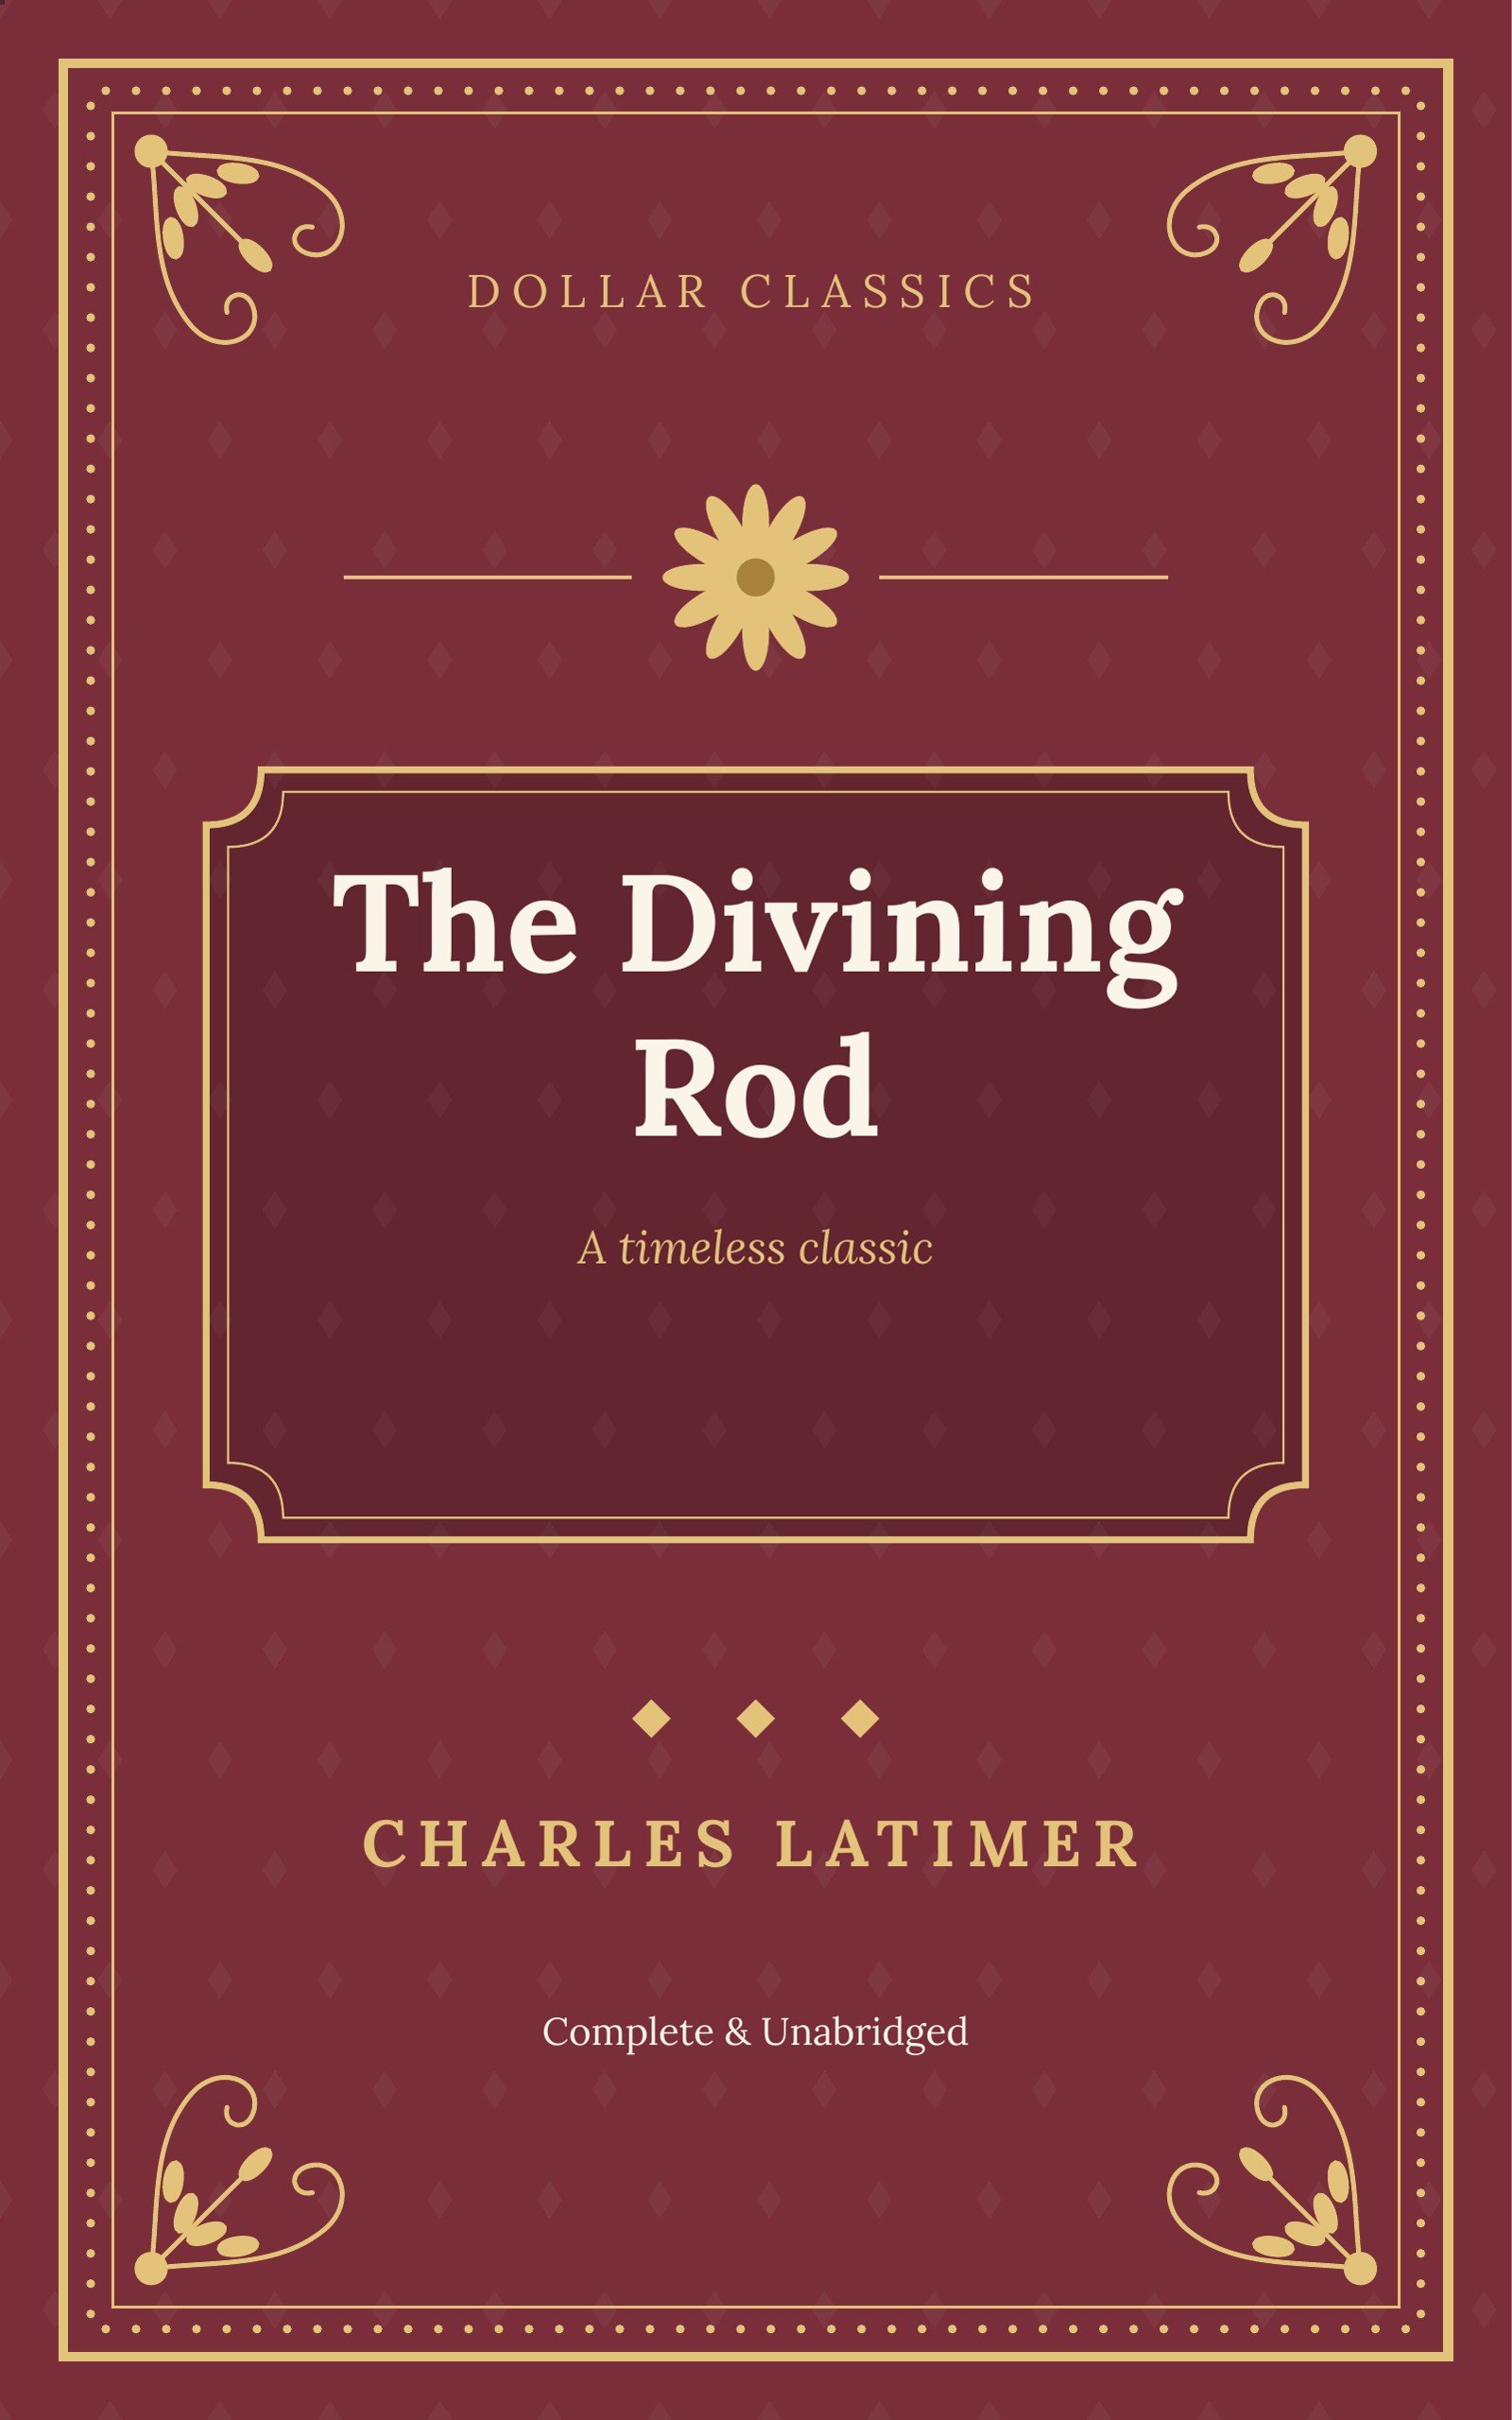 DOLLAR CLASSICS
The Divining
Rod
A timeless classic
CHARLES LATIMER
Complete & Unabridged